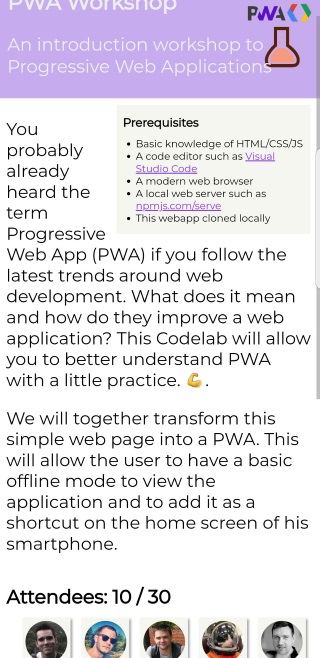 PWA Workshop
PWA
An introduction workshop to
Progressive Web Applications
Prerequisites
Basic knowledge of HTML/CSS/JS
A code editor such as Visual
Studio Code
A modern web browser
A local web server such as
npmjs.com/serve
This webapp cloned locally
You
probably
already
heard the
term
Progressive
Web App (PWA) if you follow the
latest trends around web
development. What does it mean
and how do they improve a web
application? This Codelab will allow
you to better understand PWA
with a little practice. 💪 .
We will together transform this
simple web page into a PWA. This
will allow the user to have a basic
offline mode to view the
application and to add it as a
shortcut on the home screen of his
smartphone.
Attendees: 10 / 30